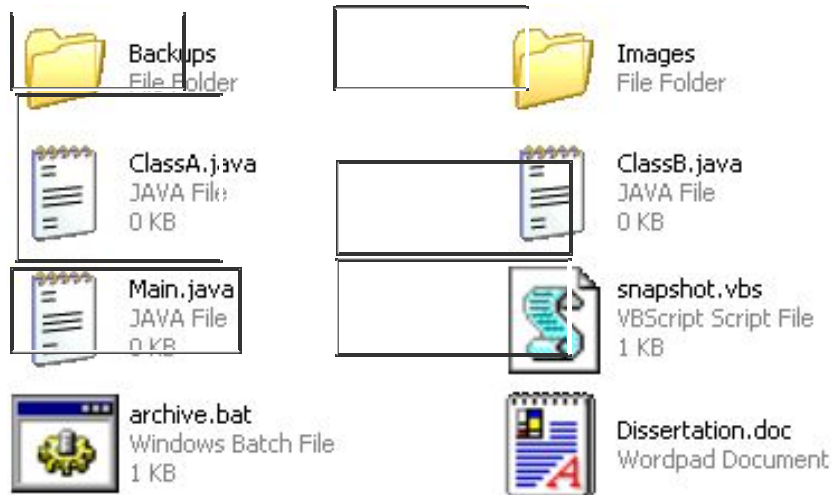 Backups
File Folder
Images
File Folder
ClassA.java
JAVA File
0 KB
ClassB.java
JAVA File
0 KB
Main.java
JAVA File
0 KB
snapshot.vbs
VBScript Script File
1 KB
archive.bat
Windows Batch File
1 KB
Dissertation.doc
Wordpad Document